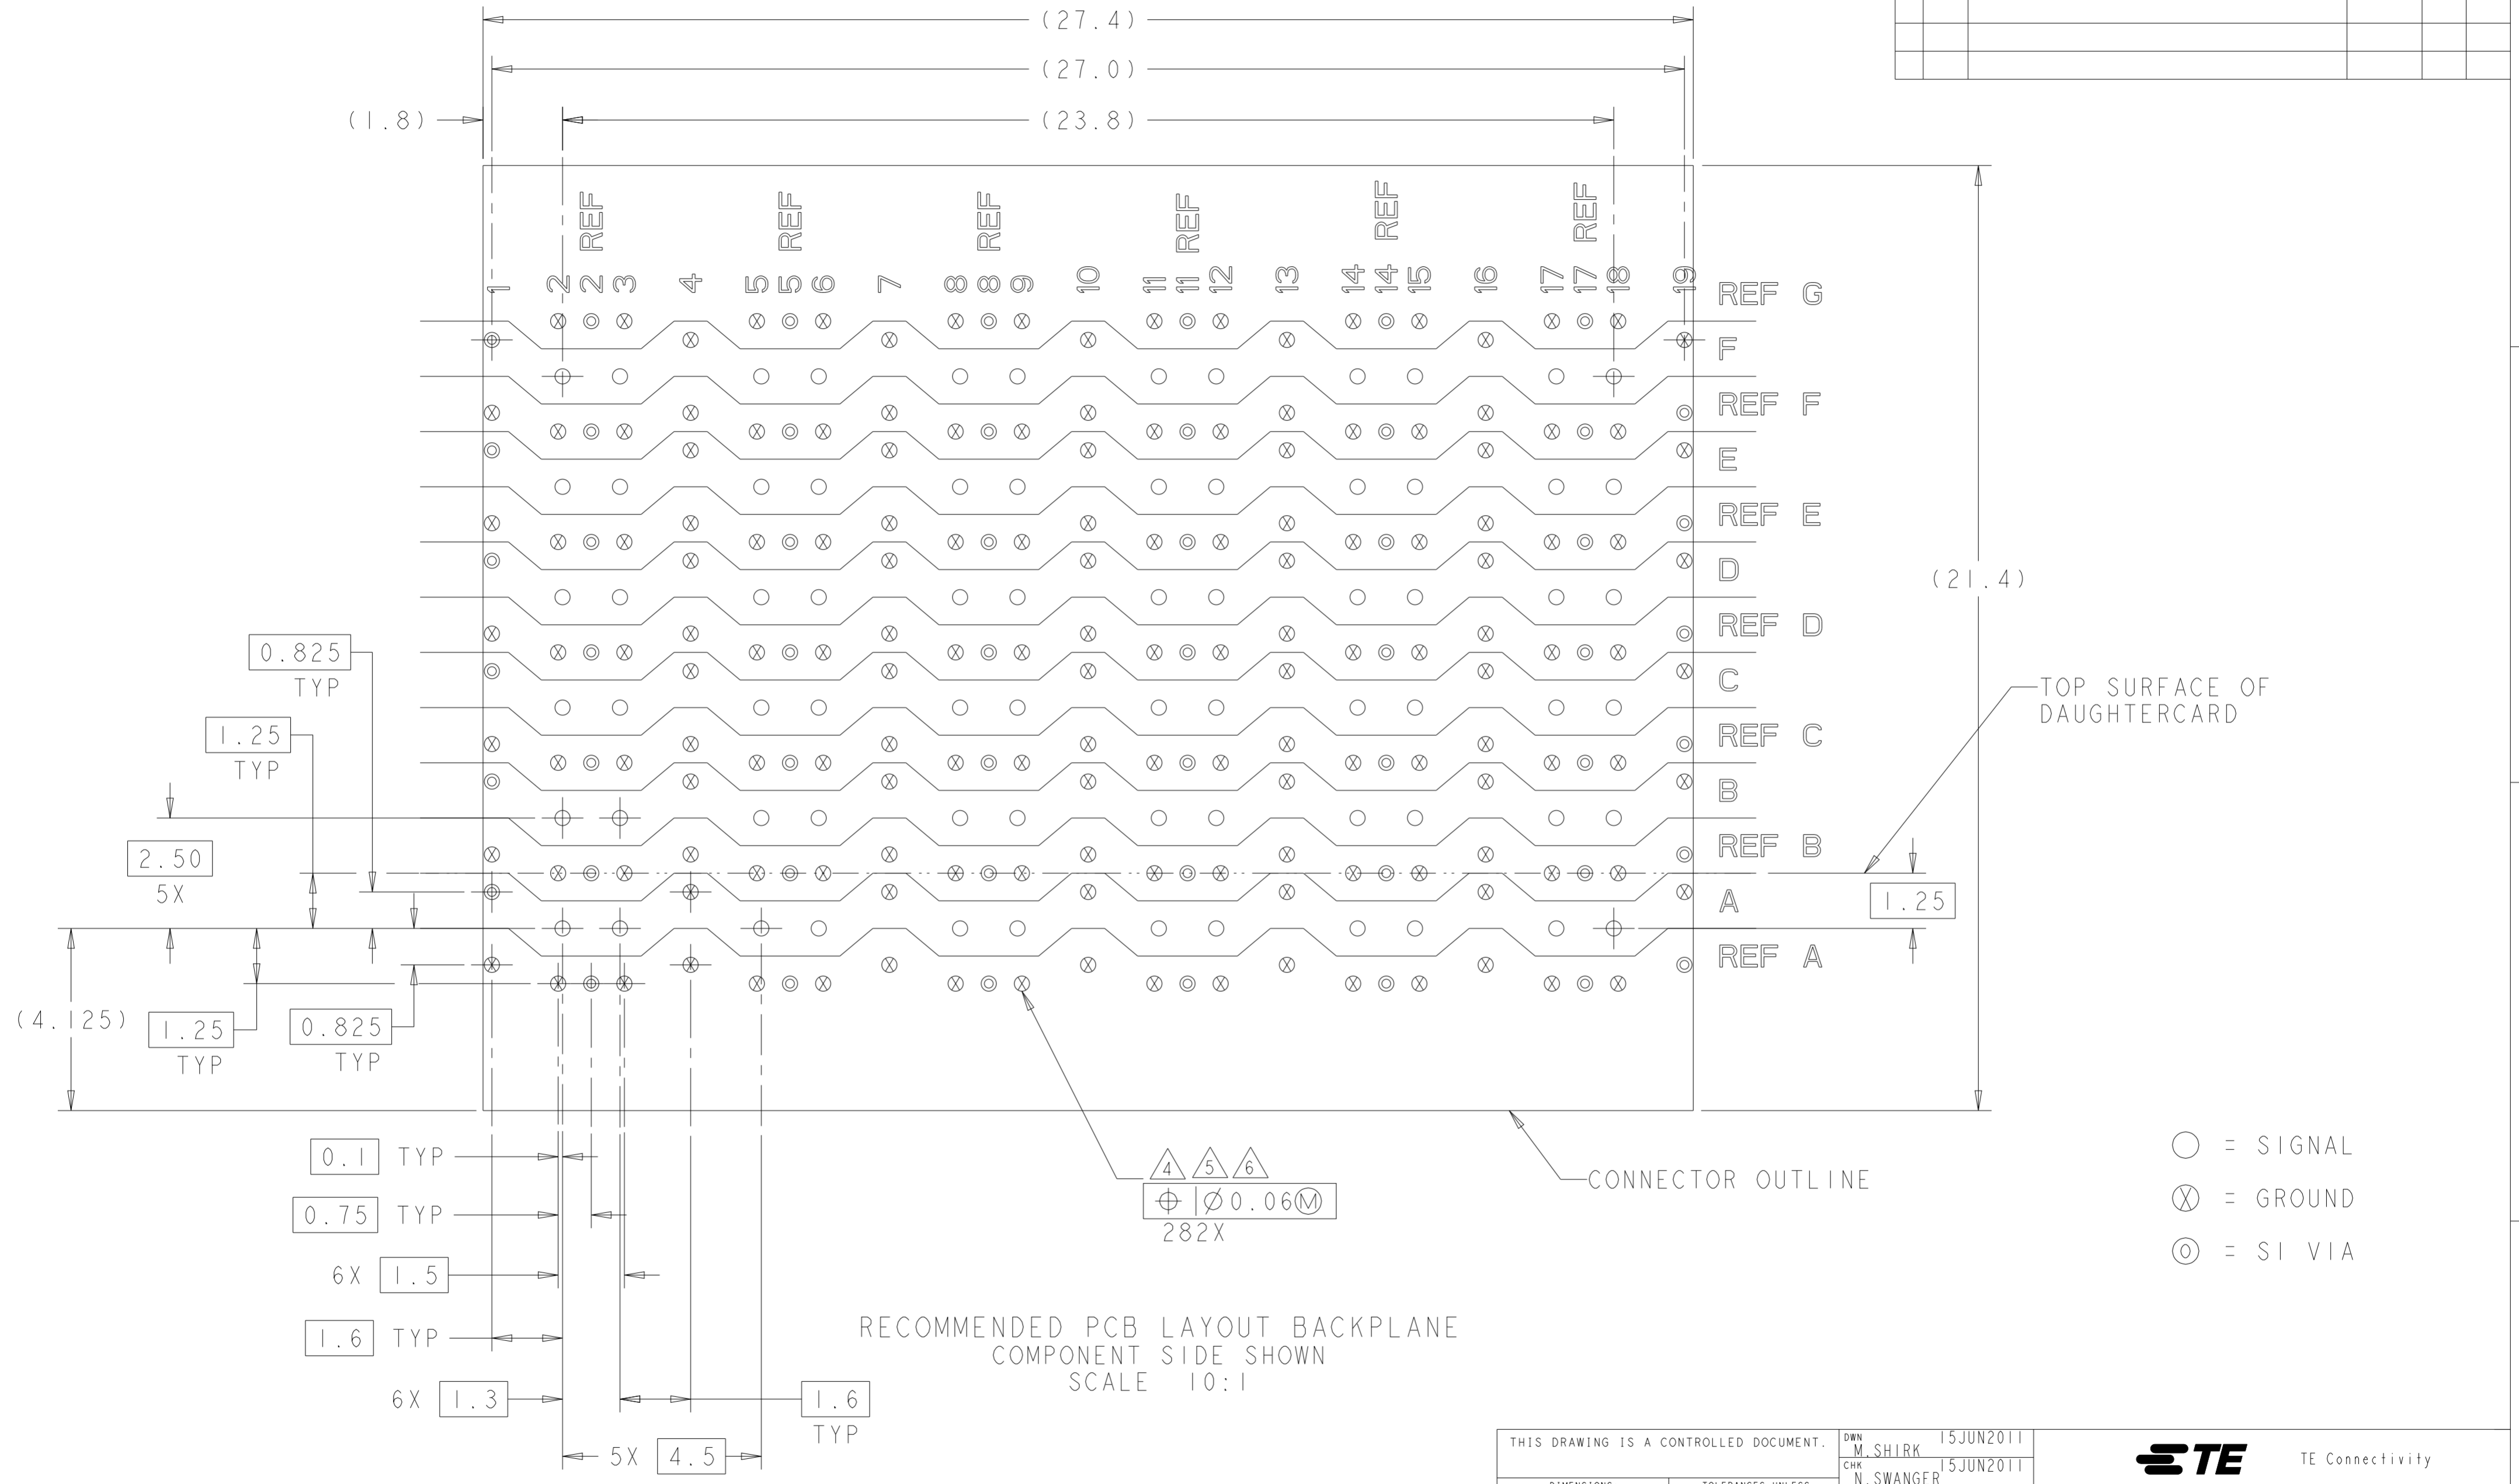 (27.4)
(27.0)
(1.8)
(23.8)
REF REF REF REF REF REF
1 2 2 3 4 5 5 6 7 8 8 9 10 11 11 12 13 14 14 15 16 17 17 18 19
REF G
F
REF F
E
REF E
D
(21.4)
REF D
0.825
TYP
C
TOP SURFACE OF
DAUGHTERCARD
REF C
1.25
TYP
B
REF B
2.50
5X
A
1.25
REF A
(4.125)
1.25
TYP
0.825
TYP
0.1 TYP
4 5 6
⌖ Ø0.06Ⓜ
282X
CONNECTOR OUTLINE
= SIGNAL
= GROUND
= SI VIA
0.75 TYP
6X 1.5
1.6 TYP
RECOMMENDED PCB LAYOUT BACKPLANE
COMPONENT SIDE SHOWN
SCALE 10:1
6X 1.3
1.6
TYP
5X 4.5
THIS DRAWING IS A CONTROLLED DOCUMENT.
DWN 15JUN2011
M.SHIRK
CHK 15JUN2011
N.SWANGER
TE TE Connectivity